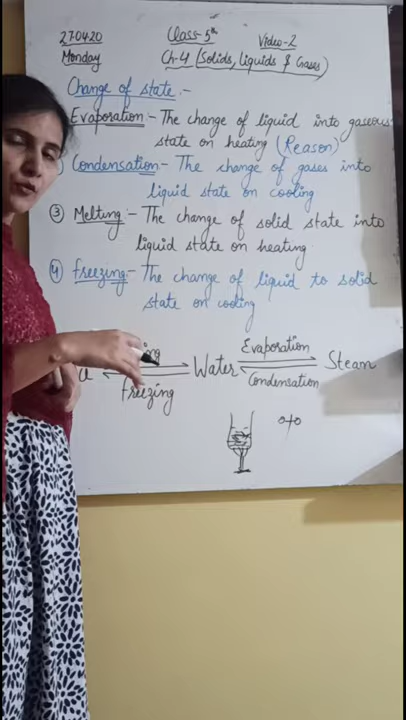 27.04.20 Class-5th Video-2
Monday Ch-4 (Solids, Liquids & Gases)
Change of state:-
Evaporation - The change of liquid into gaseous
state on heating (Reason)
Condensation - The change of gases into
liquid state on cooling
③ Melting:- The change of solid state into
liquid state on heating
④ freezing:- The change of liquid to solid
state on cooling
Evaporation
Water Steam
freezing Condensation